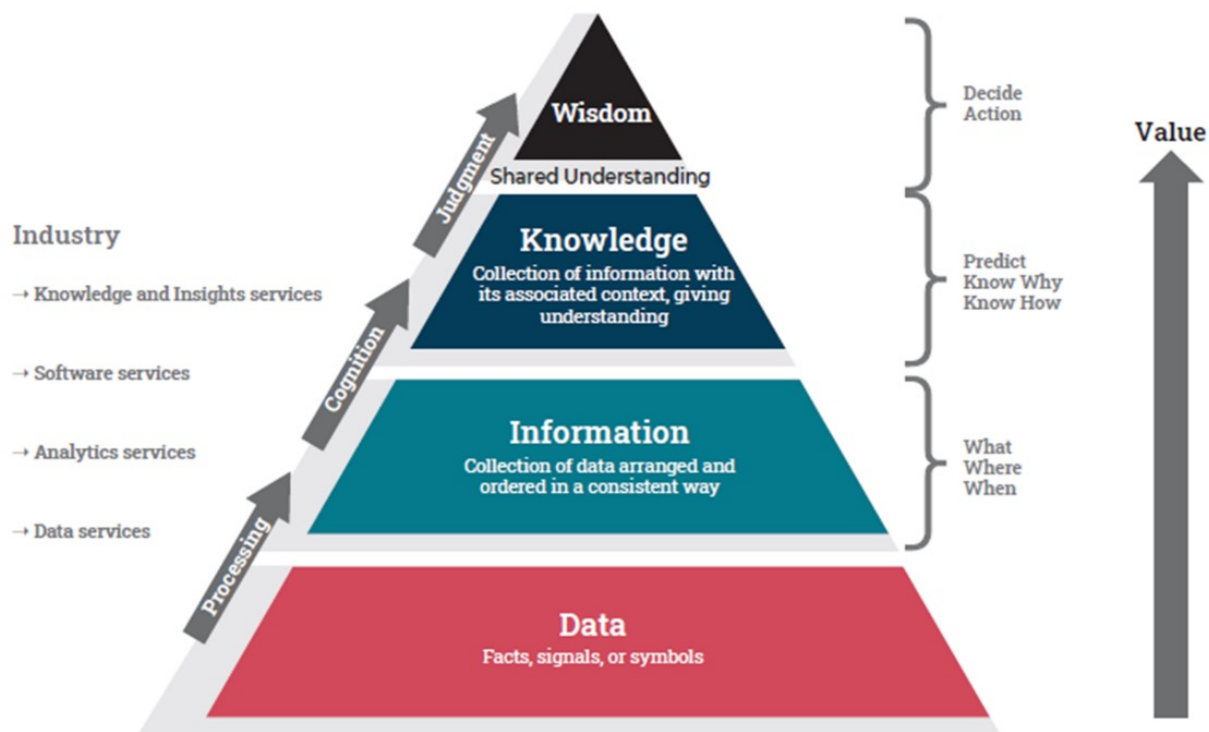 Wisdom
Shared Understanding
Knowledge
Collection of information with
its associated context, giving
understanding
Information
Collection of data arranged and
ordered in a consistent way
Data
Facts, signals, or symbols
Judgment
Cognition
Processing
Industry
→ Knowledge and Insights services
→ Software services
→ Analytics services
→ Data services
Decide
Action
Predict
Know Why
Know How
What
Where
When
Value